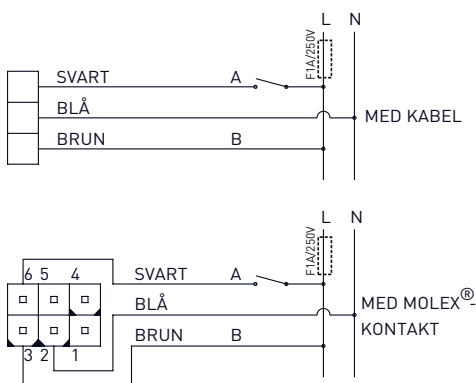 L N
F1A/250V
SVART A
BLÅ
MED KABEL
BRUN B
L N
F1A/250V
6 5 4
SVART A
BLÅ
MED MOLEX®-
KONTAKT
BRUN B
3 2 1